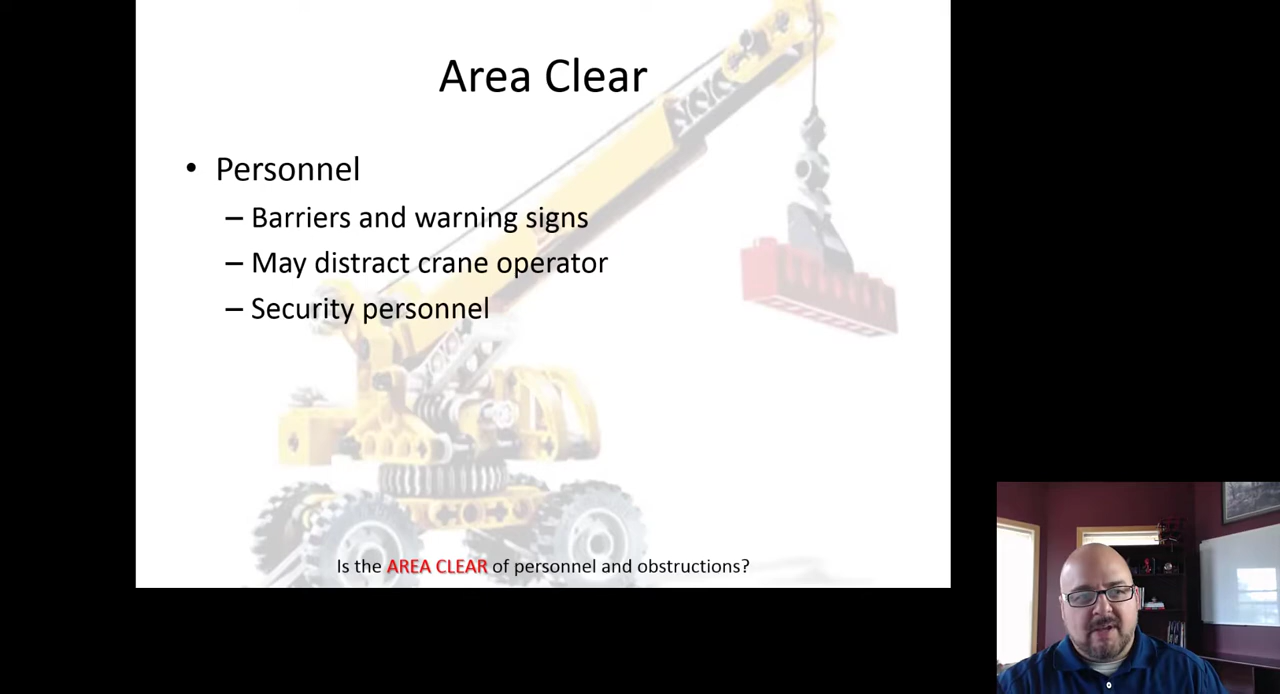 Area Clear
• Personnel
– Barriers and warning signs
– May distract crane operator
– Security personnel
Is the AREA CLEAR of personnel and obstructions?